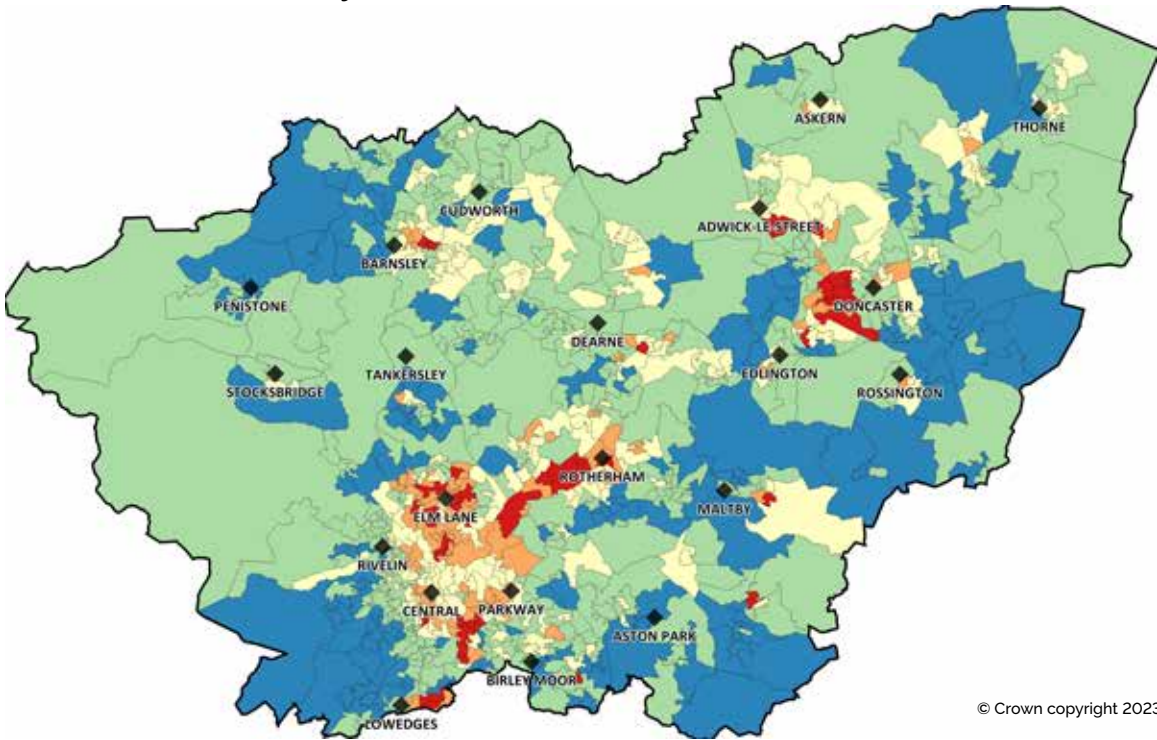 ASKERN
THORNE
CUDWORTH
ADWICK-LE-STREET
BARNSLEY
PENISTONE
DONCASTER
DEARNE
EDLINGTON
TANKERSLEY
STOCKSBRIDGE
ROSSINGTON
ROTHERHAM
MALTBY
ELM LANE
RIVELIN
CENTRAL
PARKWAY
ASTON PARK
BIRLEY MOOR
LOWEDGES
© Crown copyright 2023